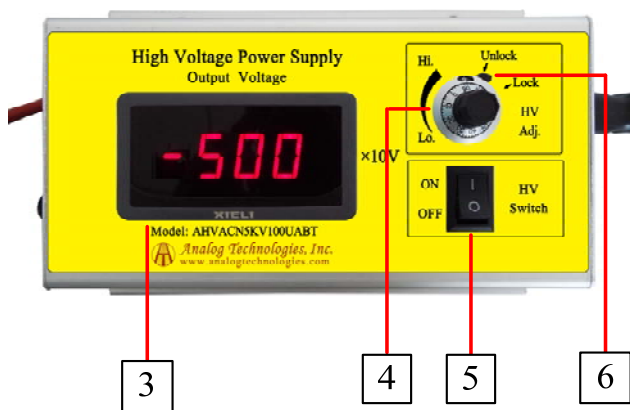 High Voltage Power Supply
Output Voltage
-500
×10V
XIELI
Model: AHVACN5KV100UABT
Analog Technologies, Inc.
www.analogtechnologies.com
Hi.
Unlock
Lock
HV
Adj.
Lo.
ON
OFF
HV
Switch
3
4
5
6